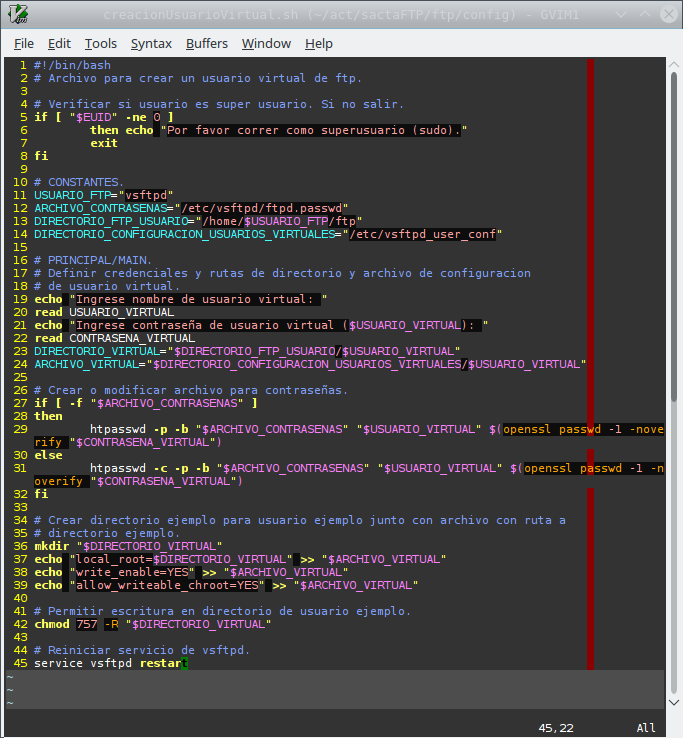 creacionUsuarioVirtual.sh (~/act/sactaFTP/ftp/config) - GVIM1
File Edit Tools Syntax Buffers Window Help
1 #!/bin/bash
2 # Archivo para crear un usuario virtual de ftp.
3
4 # Verificar si usuario es super usuario. Si no salir.
5 if [ "$EUID" -ne 0 ]
6 then echo "Por favor correr como superusuario (sudo)."
7 exit
8 fi
9
10 # CONSTANTES.
11 USUARIO_FTP="vsftpd"
12 ARCHIVO_CONTRASENAS="/etc/vsftpd/ftpd.passwd"
13 DIRECTORIO_FTP_USUARIO="/home/$USUARIO_FTP/ftp"
14 DIRECTORIO_CONFIGURACION_USUARIOS_VIRTUALES="/etc/vsftpd_user_conf"
15
16 # PRINCIPAL/MAIN.
17 # Definir credenciales y rutas de directorio y archivo de configuracion
18 # de usuario virtual.
19 echo "Ingrese nombre de usuario virtual: "
20 read USUARIO_VIRTUAL
21 echo "Ingrese contraseña de usuario virtual ($USUARIO_VIRTUAL): "
22 read CONTRASENA_VIRTUAL
23 DIRECTORIO_VIRTUAL="$DIRECTORIO_FTP_USUARIO/$USUARIO_VIRTUAL"
24 ARCHIVO_VIRTUAL="$DIRECTORIO_CONFIGURACION_USUARIOS_VIRTUALES/$USUARIO_VIRTUAL"
25
26 # Crear o modificar archivo para contraseñas.
27 if [ -f "$ARCHIVO_CONTRASENAS" ]
28 then
29 htpasswd -p -b "$ARCHIVO_CONTRASENAS" "$USUARIO_VIRTUAL" $(openssl passwd -1 -nove
rify "$CONTRASENA_VIRTUAL")
30 else
31 htpasswd -c -p -b "$ARCHIVO_CONTRASENAS" "$USUARIO_VIRTUAL" $(openssl passwd -1 -n
overify "$CONTRASENA_VIRTUAL")
32 fi
33
34 # Crear directorio ejemplo para usuario ejemplo junto con archivo con ruta a
35 # directorio ejemplo.
36 mkdir "$DIRECTORIO_VIRTUAL"
37 echo "local_root=$DIRECTORIO_VIRTUAL" >> "$ARCHIVO_VIRTUAL"
38 echo "write_enable=YES" >> "$ARCHIVO_VIRTUAL"
39 echo "allow_writeable_chroot=YES" >> "$ARCHIVO_VIRTUAL"
40
41 # Permitir escritura en directorio de usuario ejemplo.
42 chmod 757 -R "$DIRECTORIO_VIRTUAL"
43
44 # Reiniciar servicio de vsftpd.
45 service vsftpd restart
~
~
~
45,22 All